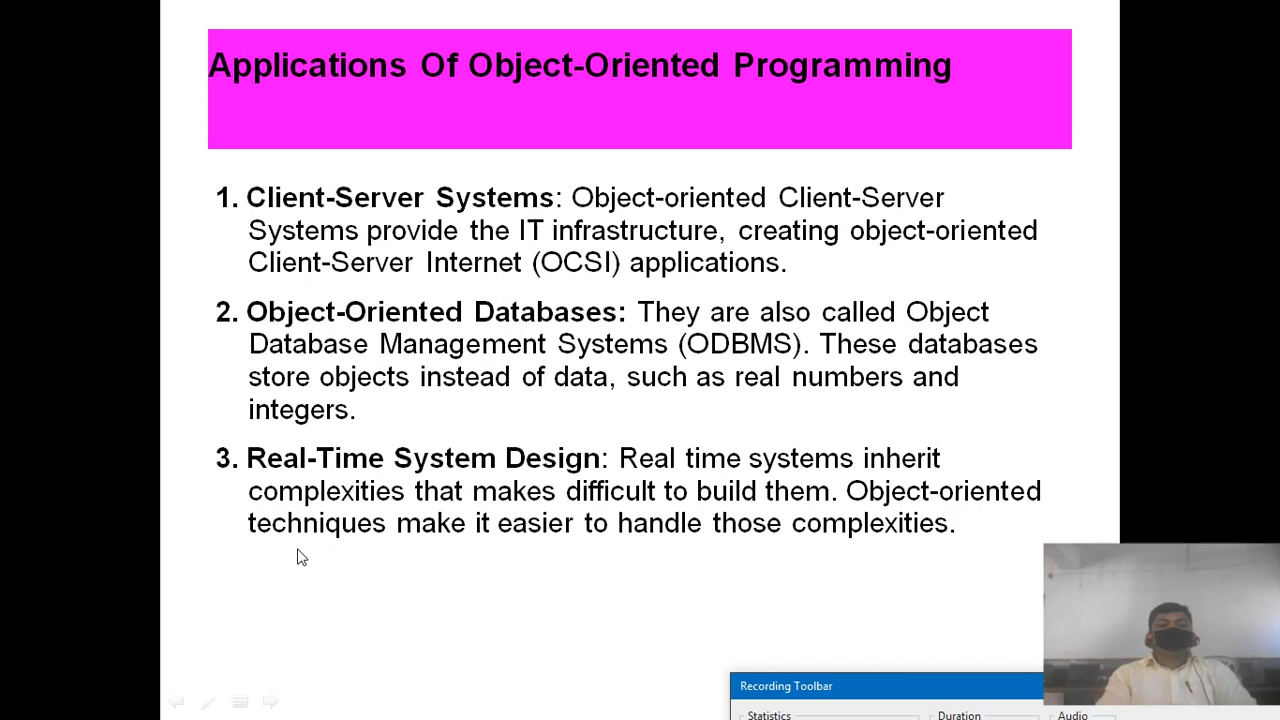 Applications Of Object-Oriented Programming
1. Client-Server Systems: Object-oriented Client-Server
Systems provide the IT infrastructure, creating object-oriented
Client-Server Internet (OCSI) applications.
2. Object-Oriented Databases: They are also called Object
Database Management Systems (ODBMS). These databases
store objects instead of data, such as real numbers and
integers.
3. Real-Time System Design: Real time systems inherit
complexities that makes difficult to build them. Object-oriented
techniques make it easier to handle those complexities.
Recording Toolbar
Statistics Duration Audio